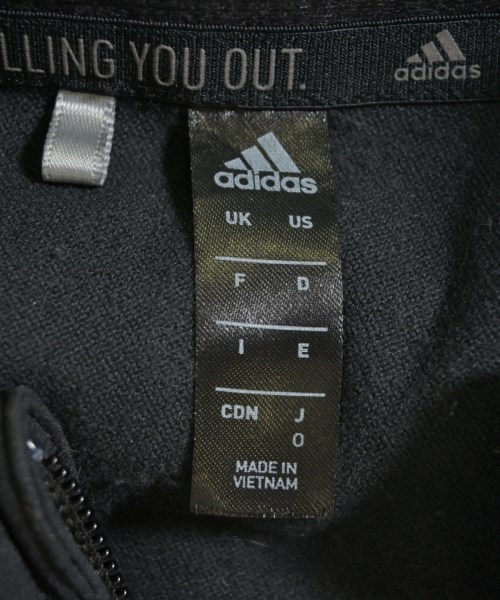 LLING YOU OUT.
adidas
adidas
UK US
F D
I E
CDN J
O
MADE IN
VIETNAM